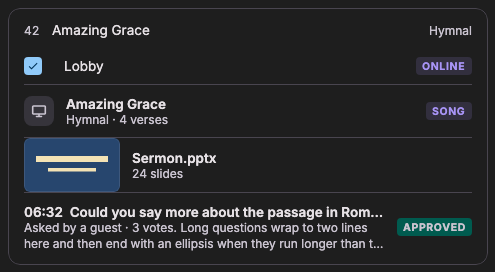 42 Amazing Grace Hymnal
Lobby ONLINE
Amazing Grace
Hymnal · 4 verses
SONG
Sermon.pptx
24 slides
06:32 Could you say more about the passage in Rom...
Asked by a guest · 3 votes. Long questions wrap to two lines
here and then end with an ellipsis when they run longer than t...
APPROVED